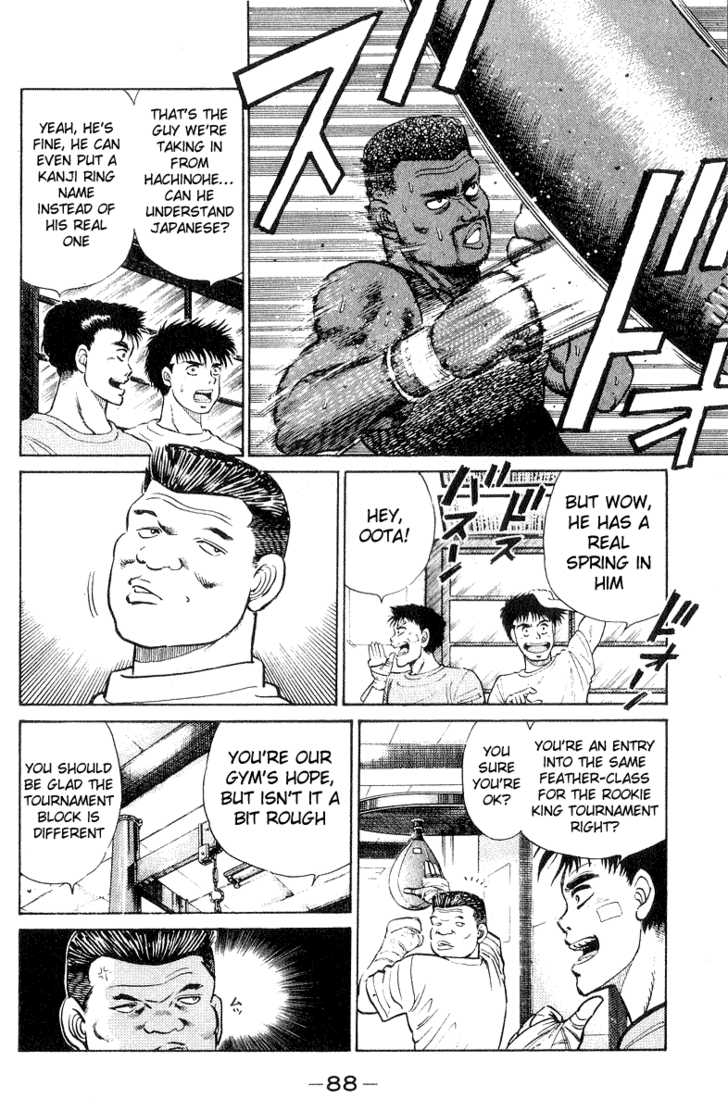 THAT'S THE
GUY WE'RE
TAKING IN
FROM
HACHINOHE...
CAN HE
UNDERSTAND
JAPANESE?
YEAH, HE'S
FINE, HE CAN
EVEN PUT A
KANJI RING
NAME
INSTEAD OF
HIS REAL
ONE
BUT WOW,
HE HAS A
REAL
SPRING IN
HIM
HEY,
OOTA!
YOU'RE AN ENTRY
INTO THE SAME
FEATHER-CLASS
FOR THE ROOKIE
KING TOURNAMENT
RIGHT?
YOU
SURE
YOU'RE
OK?
YOU'RE OUR
GYM'S HOPE,
BUT ISN'T IT A
BIT ROUGH
YOU SHOULD
BE GLAD THE
TOURNAMENT
BLOCK IS
DIFFERENT
—88—